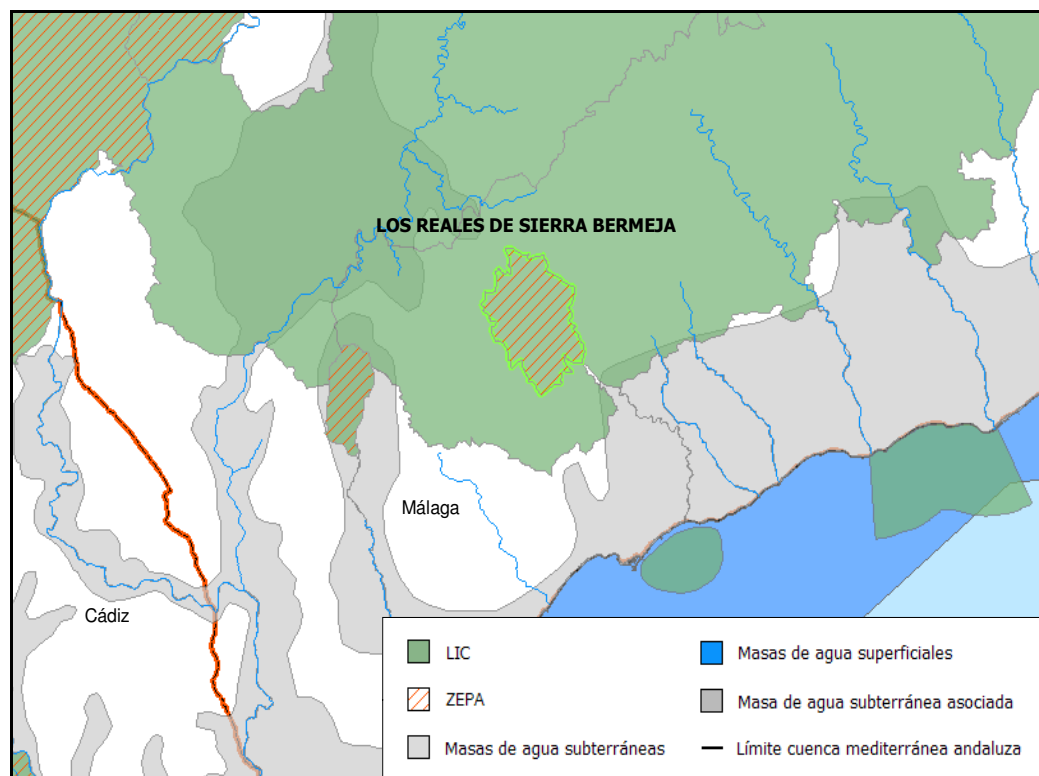 LOS REALES DE SIERRA BERMEJA
Málaga
Cádiz
LIC
ZEPA
Masas de agua subterráneas
Masas de agua superficiales
Masa de agua subterránea asociada
Límite cuenca mediterránea andaluza